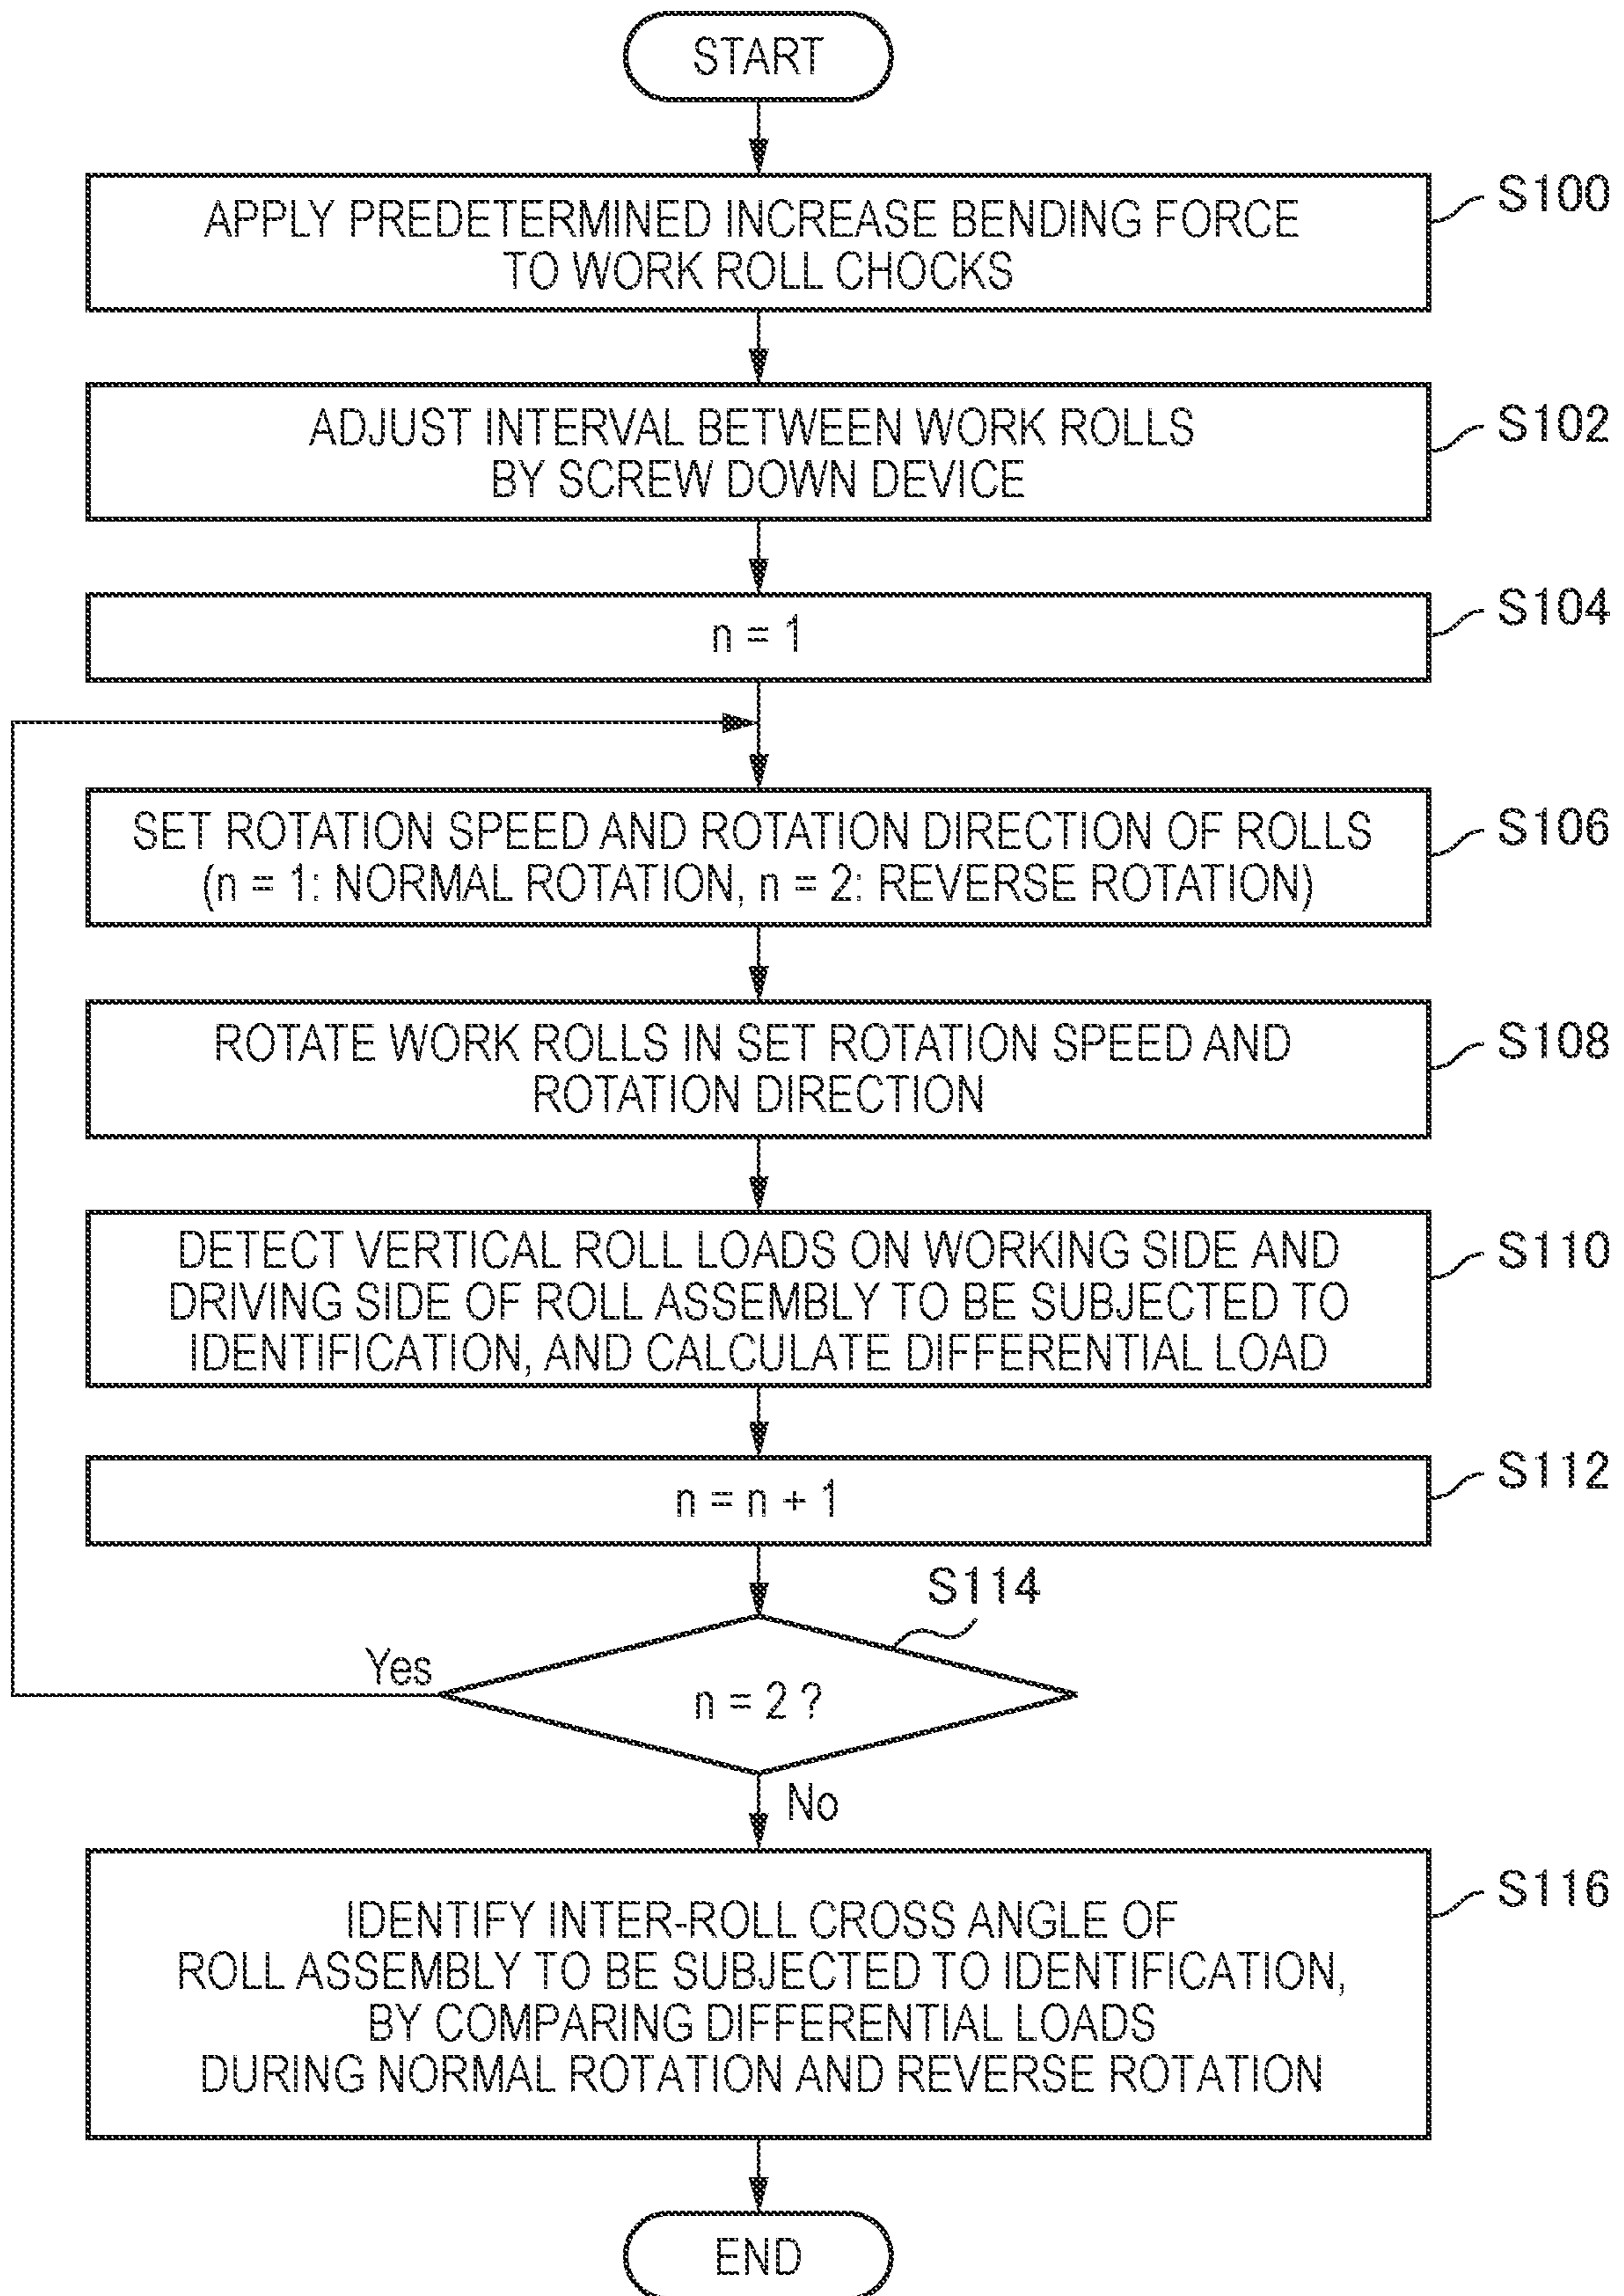 START
APPLY PREDETERMINED INCREASE BENDING FORCE
TO WORK ROLL CHOCKS
S100
ADJUST INTERVAL BETWEEN WORK ROLLS
BY SCREW DOWN DEVICE
S102
n = 1
S104
SET ROTATION SPEED AND ROTATION DIRECTION OF ROLLS
(n = 1: NORMAL ROTATION, n = 2: REVERSE ROTATION)
S106
ROTATE WORK ROLLS IN SET ROTATION SPEED AND
ROTATION DIRECTION
S108
DETECT VERTICAL ROLL LOADS ON WORKING SIDE AND
DRIVING SIDE OF ROLL ASSEMBLY TO BE SUBJECTED TO
IDENTIFICATION, AND CALCULATE DIFFERENTIAL LOAD
S110
n = n + 1
S112
S114
Yes
n = 2 ?
No
IDENTIFY INTER-ROLL CROSS ANGLE OF
ROLL ASSEMBLY TO BE SUBJECTED TO IDENTIFICATION,
BY COMPARING DIFFERENTIAL LOADS
DURING NORMAL ROTATION AND REVERSE ROTATION
S116
END